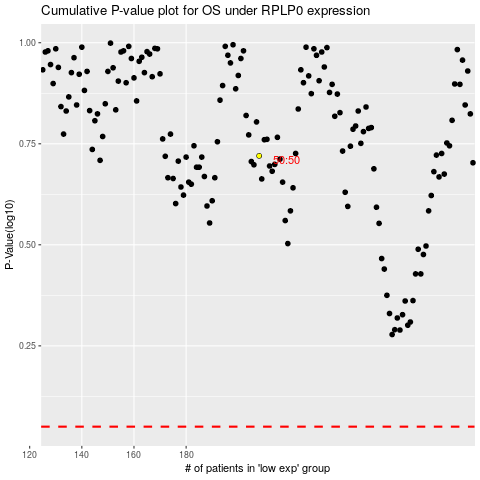 Cumulative P-value plot for OS under RPLP0 expression
P-Value(log10)
1.00
0.75
50:50
0.50
0.25
120 140 160 180
# of patients in 'low exp' group